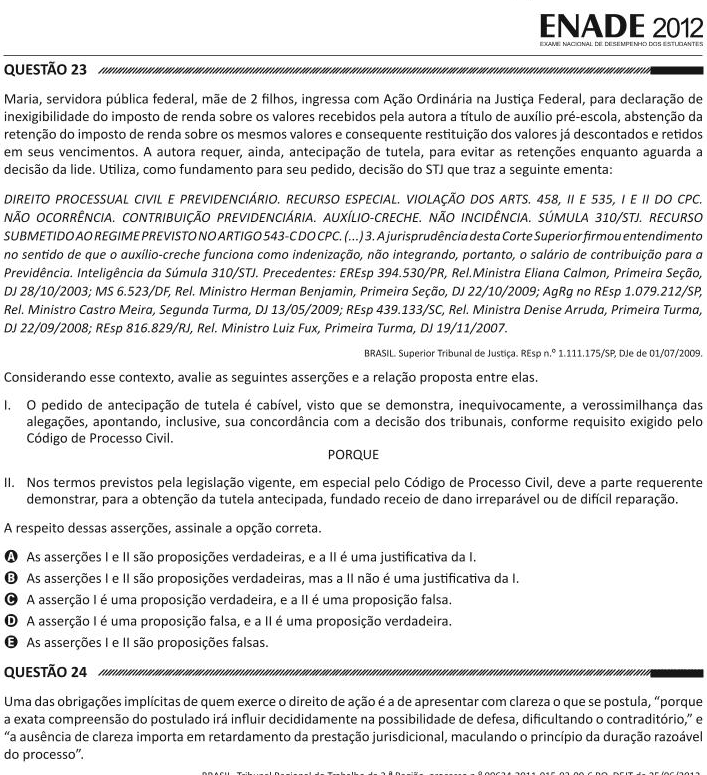 ENADE 2012
EXAME NACIONAL DE DESEMPENHO DOS ESTUDANTES
QUESTÃO 23
Maria, servidora pública federal, mãe de 2 filhos, ingressa com Ação Ordinária na Justiça Federal, para declaração de
inexigibilidade do imposto de renda sobre os valores recebidos pela autora a título de auxílio pré-escola, abstenção da
retenção do imposto de renda sobre os mesmos valores e consequente restituição dos valores já descontados e retidos
em seus vencimentos. A autora requer, ainda, antecipação de tutela, para evitar as retenções enquanto aguarda a
decisão da lide. Utiliza, como fundamento para seu pedido, decisão do STJ que traz a seguinte ementa:
DIREITO PROCESSUAL CIVIL E PREVIDENCIÁRIO. RECURSO ESPECIAL. VIOLAÇÃO DOS ARTS. 458, II E 535, I E II DO CPC.
NÃO OCORRÊNCIA. CONTRIBUIÇÃO PREVIDENCIÁRIA. AUXÍLIO-CRECHE. NÃO INCIDÊNCIA. SÚMULA 310/STJ. RECURSO
SUBMETIDO AO REGIME PREVISTO NO ARTIGO 543-C DO CPC. (...) 3. A jurisprudência desta Corte Superior firmou entendimento
no sentido de que o auxílio-creche funciona como indenização, não integrando, portanto, o salário de contribuição para a
Previdência. Inteligência da Súmula 310/STJ. Precedentes: EREsp 394.530/PR, Rel.Ministra Eliana Calmon, Primeira Seção,
DJ 28/10/2003; MS 6.523/DF, Rel. Ministro Herman Benjamin, Primeira Seção, DJ 22/10/2009; AgRg no REsp 1.079.212/SP,
Rel. Ministro Castro Meira, Segunda Turma, DJ 13/05/2009; REsp 439.133/SC, Rel. Ministra Denise Arruda, Primeira Turma,
DJ 22/09/2008; REsp 816.829/RJ, Rel. Ministro Luiz Fux, Primeira Turma, DJ 19/11/2007.
BRASIL. Superior Tribunal de Justiça. REsp n.º 1.111.175/SP, DJe de 01/07/2009.
Considerando esse contexto, avalie as seguintes asserções e a relação proposta entre elas.
I. O pedido de antecipação de tutela é cabível, visto que se demonstra, inequivocamente, a verossimilhança das
alegações, apontando, inclusive, sua concordância com a decisão dos tribunais, conforme requisito exigido pelo
Código de Processo Civil.
PORQUE
II. Nos termos previstos pela legislação vigente, em especial pelo Código de Processo Civil, deve a parte requerente
demonstrar, para a obtenção da tutela antecipada, fundado receio de dano irreparável ou de difícil reparação.
A respeito dessas asserções, assinale a opção correta.
A As asserções I e II são proposições verdadeiras, e a II é uma justificativa da I.
B As asserções I e II são proposições verdadeiras, mas a II não é uma justificativa da I.
C A asserção I é uma proposição verdadeira, e a II é uma proposição falsa.
D A asserção I é uma proposição falsa, e a II é uma proposição verdadeira.
E As asserções I e II são proposições falsas.
QUESTÃO 24
Uma das obrigações implícitas de quem exerce o direito de ação é a de apresentar com clareza o que se postula, “porque
a exata compreensão do postulado irá influir decididamente na possibilidade de defesa, dificultando o contraditório,” e
“a ausência de clareza importa em retardamento da prestação jurisdicional, maculando o princípio da duração razoável
do processo”.